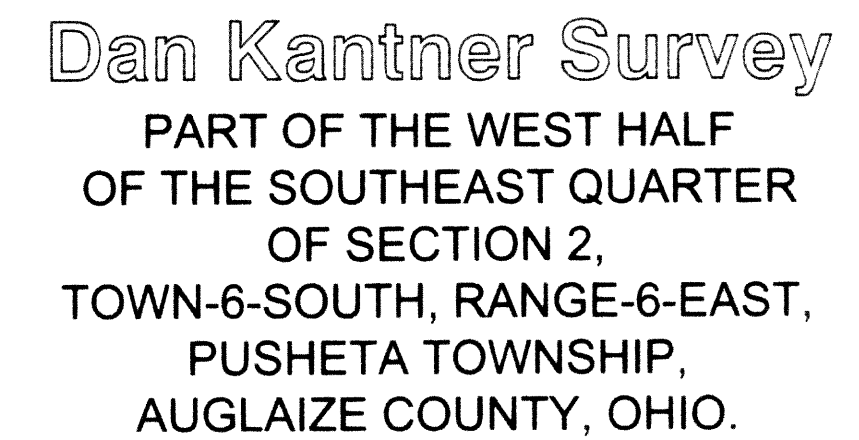 Dan Kantner Survey
PART OF THE WEST HALF
OF THE SOUTHEAST QUARTER
OF SECTION 2,
TOWN-6-SOUTH, RANGE-6-EAST,
PUSHETA TOWNSHIP,
AUGLAIZE COUNTY, OHIO.